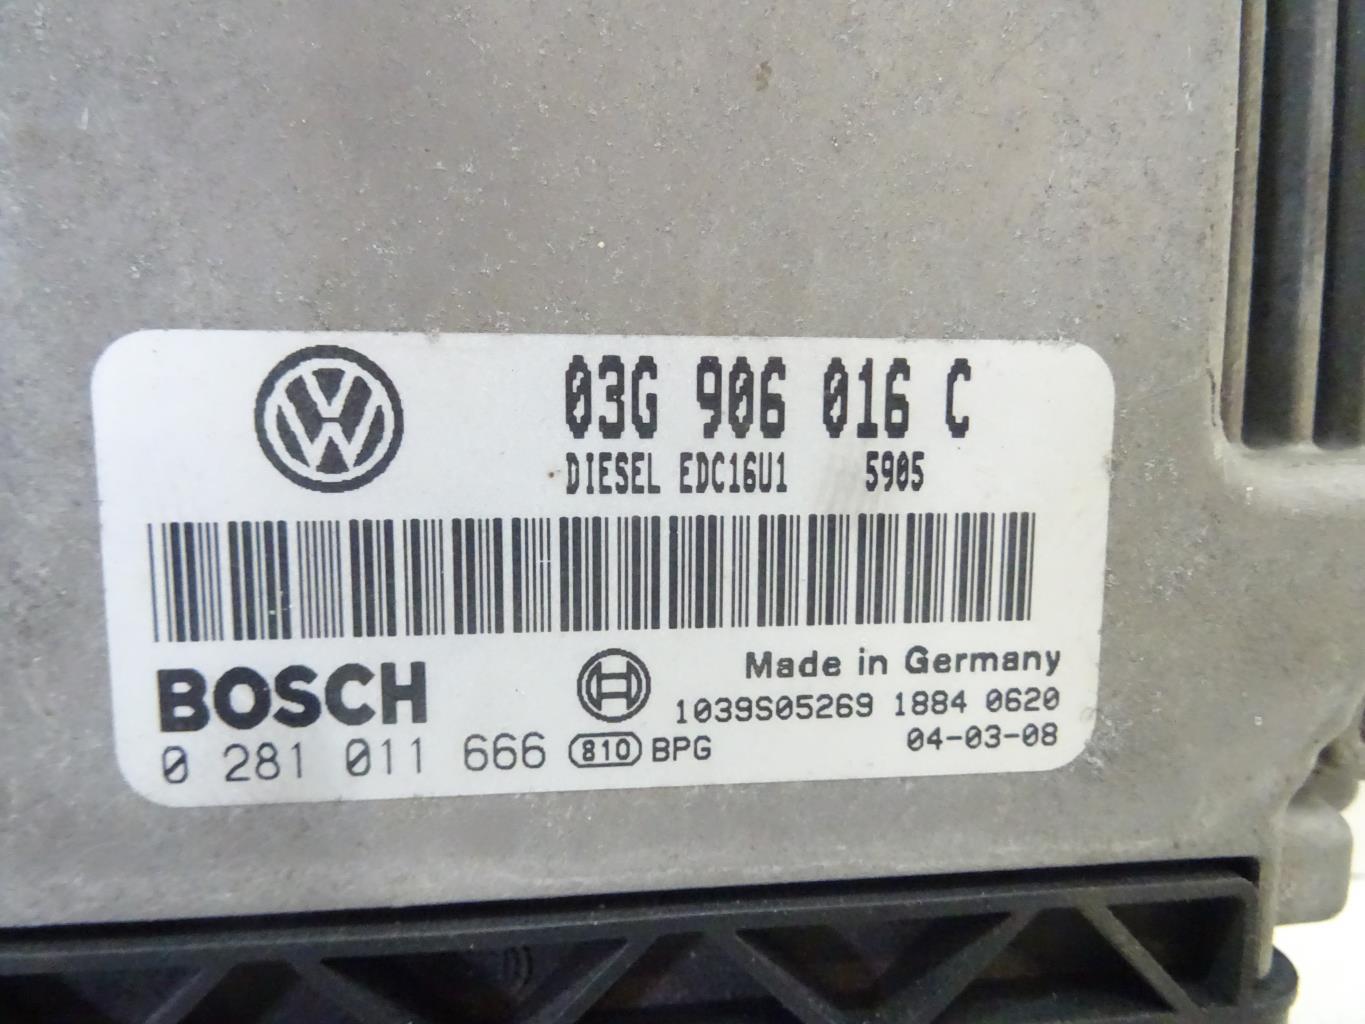 03G 906 016 C
DIESEL EDC16U1 5905
BOSCH
Made in Germany
1039S05269 1884 0620
0 281 011 666 810 BPG
04-03-08